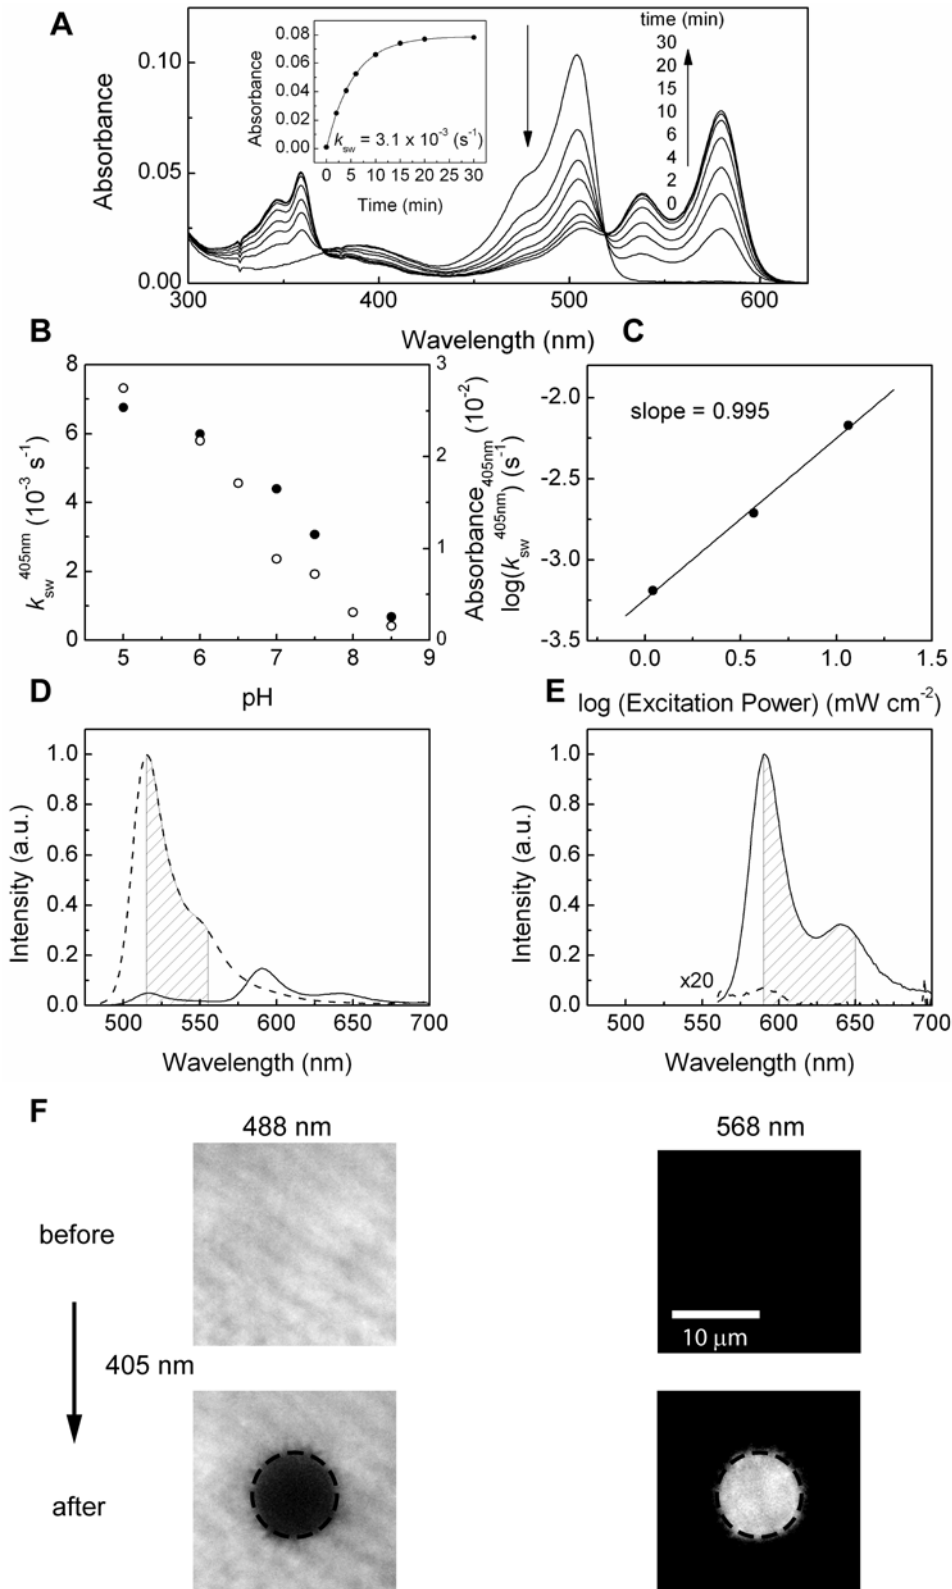 A
Absorbance
0.10
0.05
0.00
300
400
500
600
Wavelength (nm)
Absorbance
0.08
0.06
0.04
0.02
0.00
k_sw = 3.1 x 10⁻³ (s⁻¹)
0 5 10 15 20 25 30
Time (min)
time (min)
30
20
15
10
6
4
2
0
B
k_sw^405nm (10⁻³ s⁻¹)
8
6
4
2
0
5 6 7 8 9
pH
3
2
1
0
Absorbance^405nm (10⁻²)
C
slope = 0.995
log(k_sw^405nm) (s⁻¹)
-2.0
-2.5
-3.0
-3.5
0.0 0.5 1.0 1.5
log (Excitation Power) (mW cm⁻²)
D
Intensity (a.u.)
1.0
0.8
0.6
0.4
0.2
0.0
500 550 600 650 700
Wavelength (nm)
E
Intensity (a.u.)
1.0
0.8
0.6
0.4
0.2
0.0
x20
500 550 600 650 700
Wavelength (nm)
F
488 nm
568 nm
before
10 µm
405 nm
after